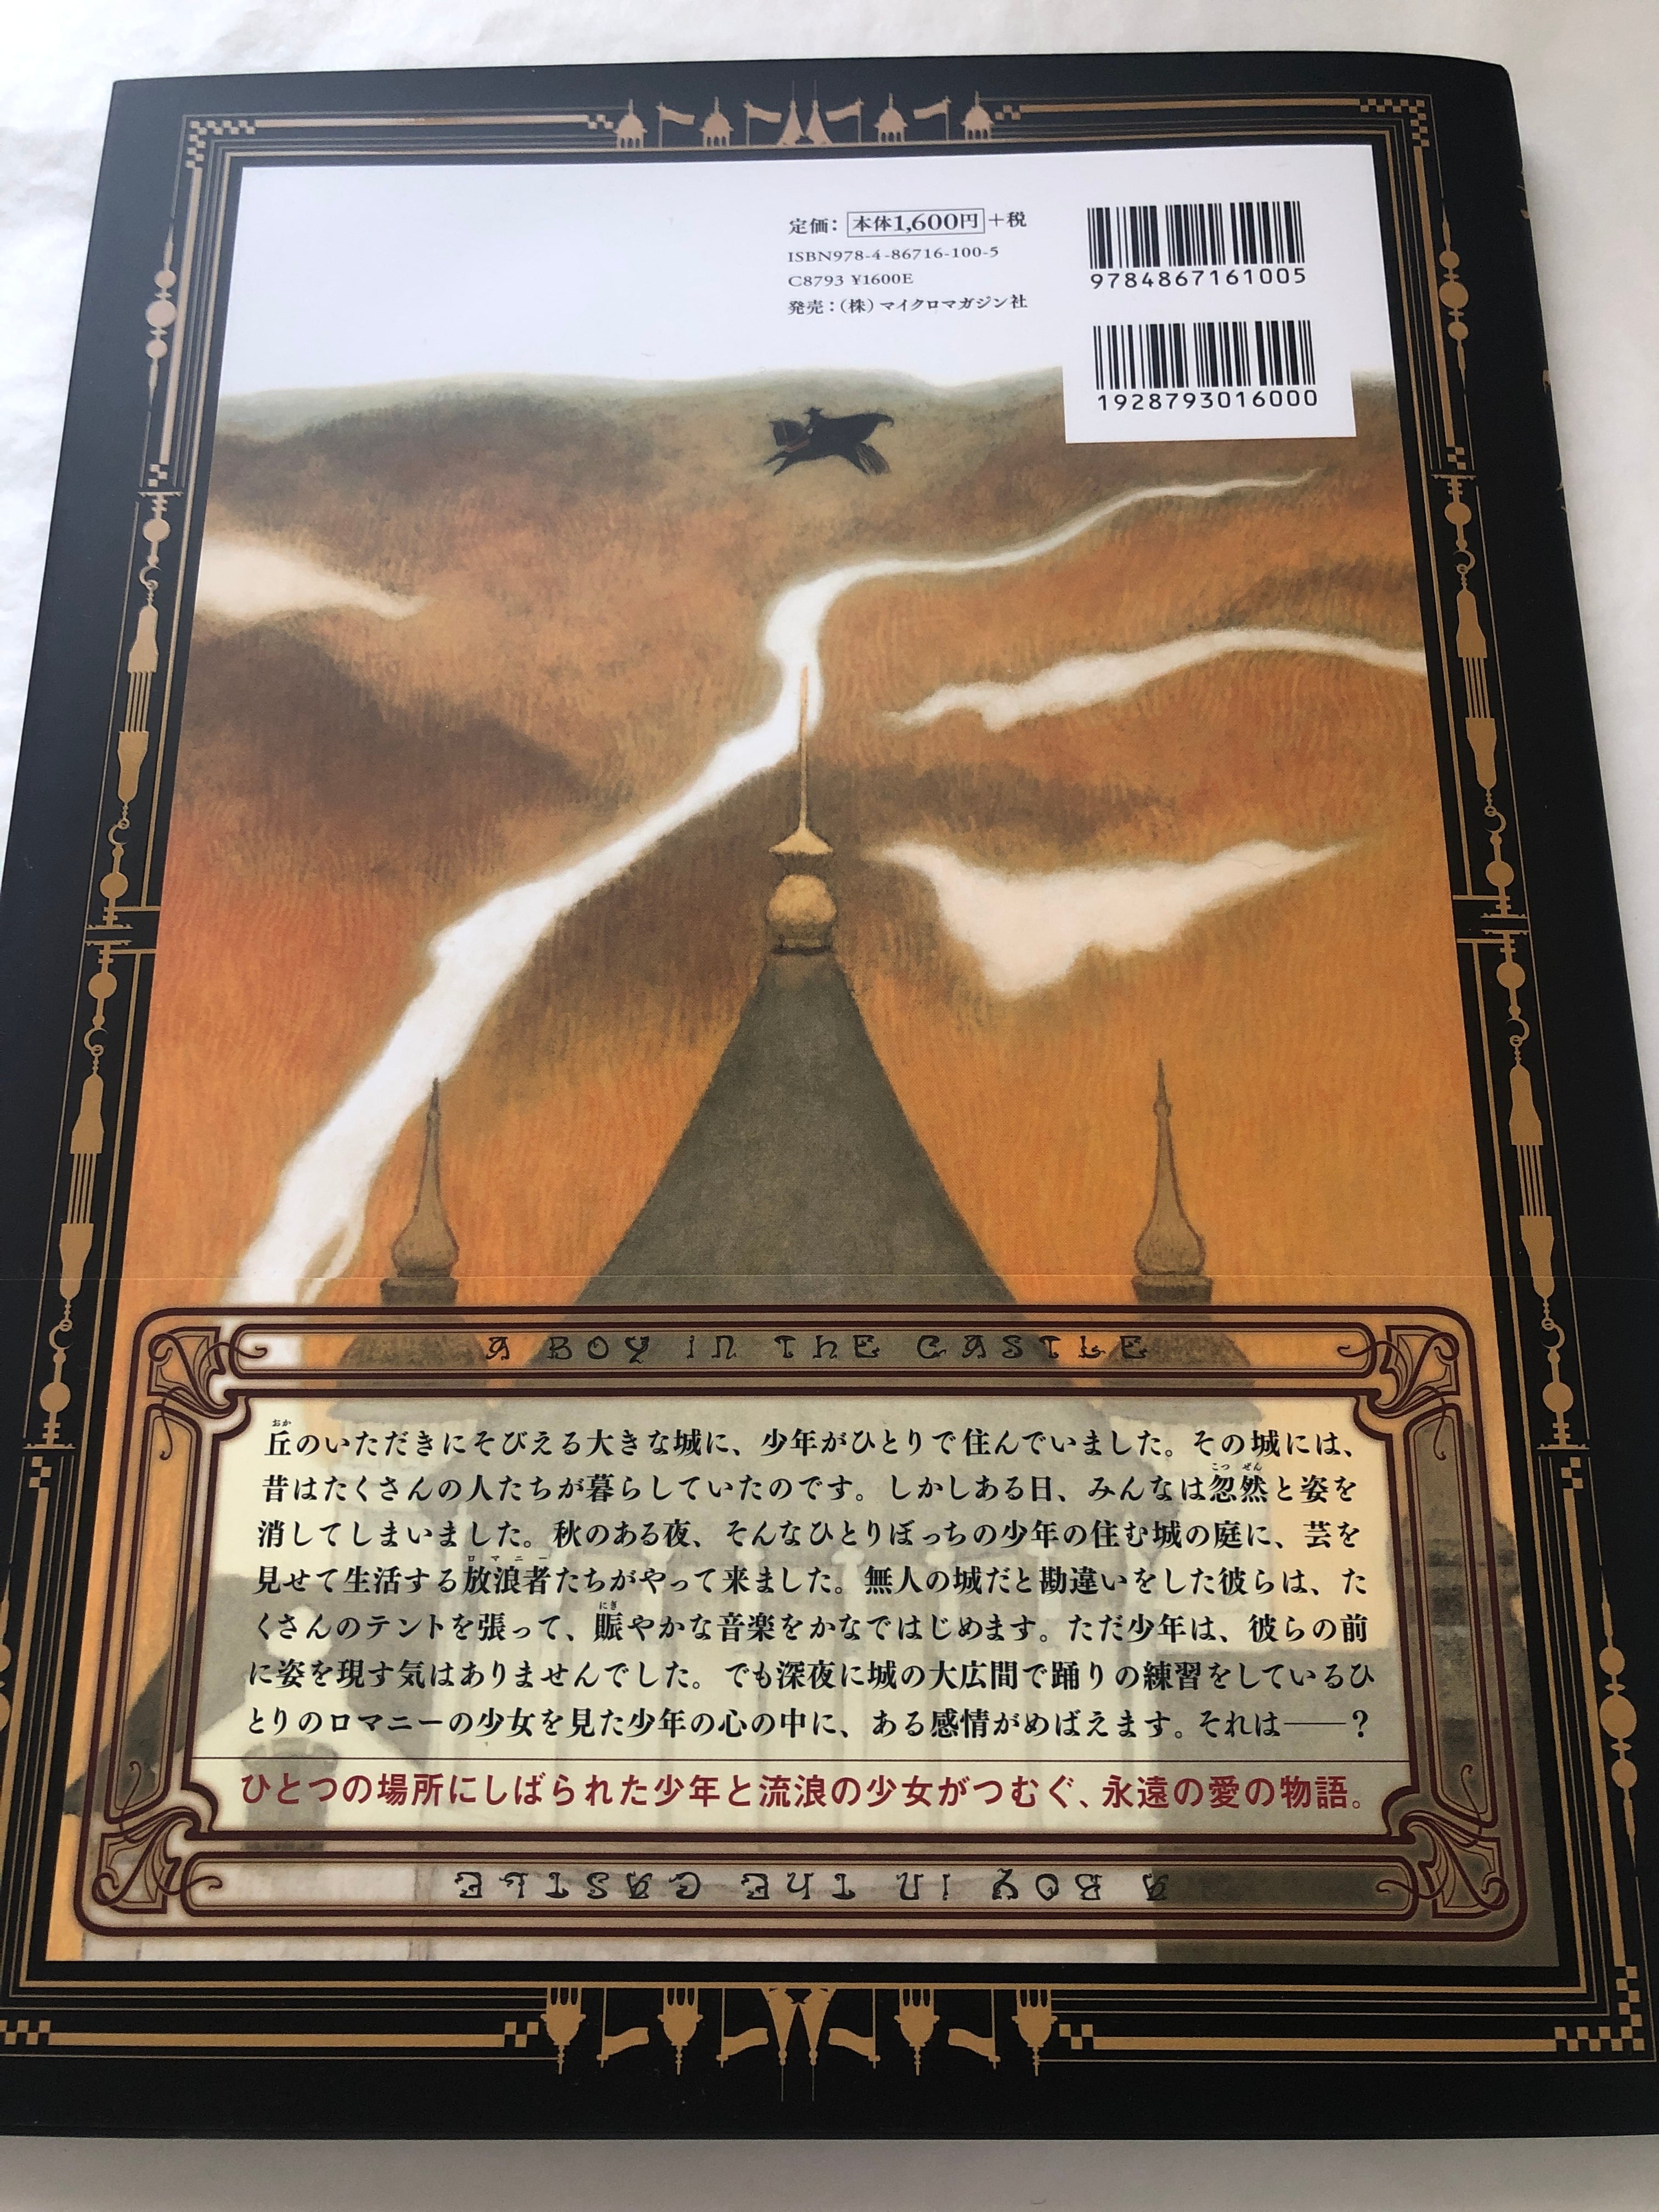 定価：本体1,600円＋税
ISBN978-4-86716-100-5
C8793 ¥1600E
発売：（株）マイクロマガジン社
9784867161005
1928793016000
A BOY IN THE CASTLE
おか
丘のいただきにそびえる大きな城に、少年がひとりで住んでいました。その城には、
こつ ぜん
昔はたくさんの人たちが暮らしていたのです。しかしある日、みんなは忽然と姿を
消してしまいました。秋のある夜、そんなひとりぼっちの少年の住む城の庭に、芸を
ロマニー
見せて生活する放浪者たちがやって来ました。無人の城だと勘違いをした彼らは、た
にぎ
くさんのテントを張って、賑やかな音楽をかなではじめます。ただ少年は、彼らの前
に姿を現す気はありませんでした。でも深夜に城の大広間で踊りの練習をしているひ
とりのロマニーの少女を見た少年の心の中に、ある感情がめばえます。それは――？
ひとつの場所にしばられた少年と流浪の少女がつむぐ、永遠の愛の物語。
A BOY IN THE CASTLE